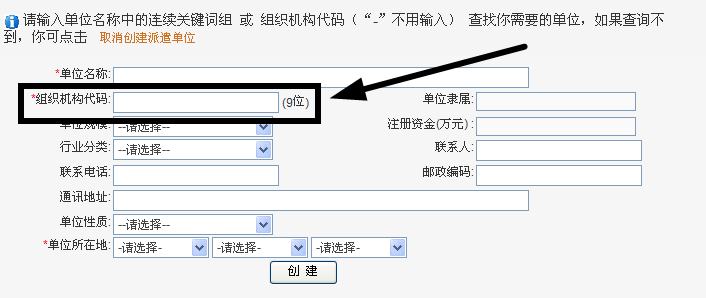 请输入单位名称中的连续关键词组 或 组织机构代码（“-”不用输入） 查找你需要的单位，如果查询不
到，你可点击 取消创建派遣单位
*单位名称:
*组织机构代码: (9位) 单位隶属:
单位规模: --请选择-- 注册资金(万元) :
行业分类: --请选择-- 联系人:
联系电话: 邮政编码:
通讯地址:
单位性质: --请选择--
*单位所在地: -请选择- -请选择- -请选择-
创 建